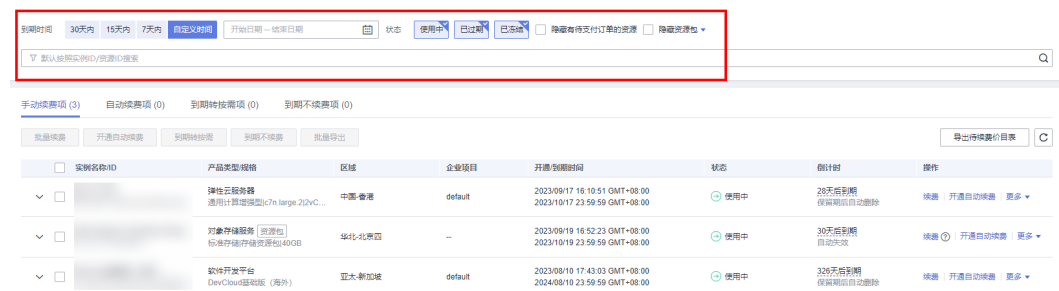 到期时间 30天内 15天内 7天内 自定义时间 开始日期 – 结束日期 状态 使用中 已过期 已冻结 隐藏有待支付订单的资源 隐藏资源包
默认按照实例ID/资源ID搜索
手动续费项 (3) 自动续费项 (0) 到期转按需项 (0) 到期不续费项 (0)
批量续费 开通自动续费 到期转按需 到期不续费 批量导出 导出待续费价目表
实例名称/ID 产品类型/规格 区域 企业项目 开通/到期时间 状态 倒计时 操作
弹性云服务器 中国-香港 default 2023/09/17 16:10:51 GMT+08:00 使用中 28天后到期 续费 开通自动续费 更多
通用计算增强型|c7n.large.2|2vC... 2023/10/17 23:59:59 GMT+08:00 保留期后自动删除
对象存储服务 资源包 华北-北京四 -- 2023/09/19 16:52:23 GMT+08:00 使用中 30天后到期 续费 ? 开通自动续费 更多
标准存储|存储资源包|40GB 2023/10/19 23:59:59 GMT+08:00 自动失效
软件开发平台 亚太-新加坡 default 2023/08/10 17:43:03 GMT+08:00 使用中 326天后到期 续费 开通自动续费 更多
DevCloud基础版（海外） 2024/08/10 23:59:59 GMT+08:00 保留期后自动删除